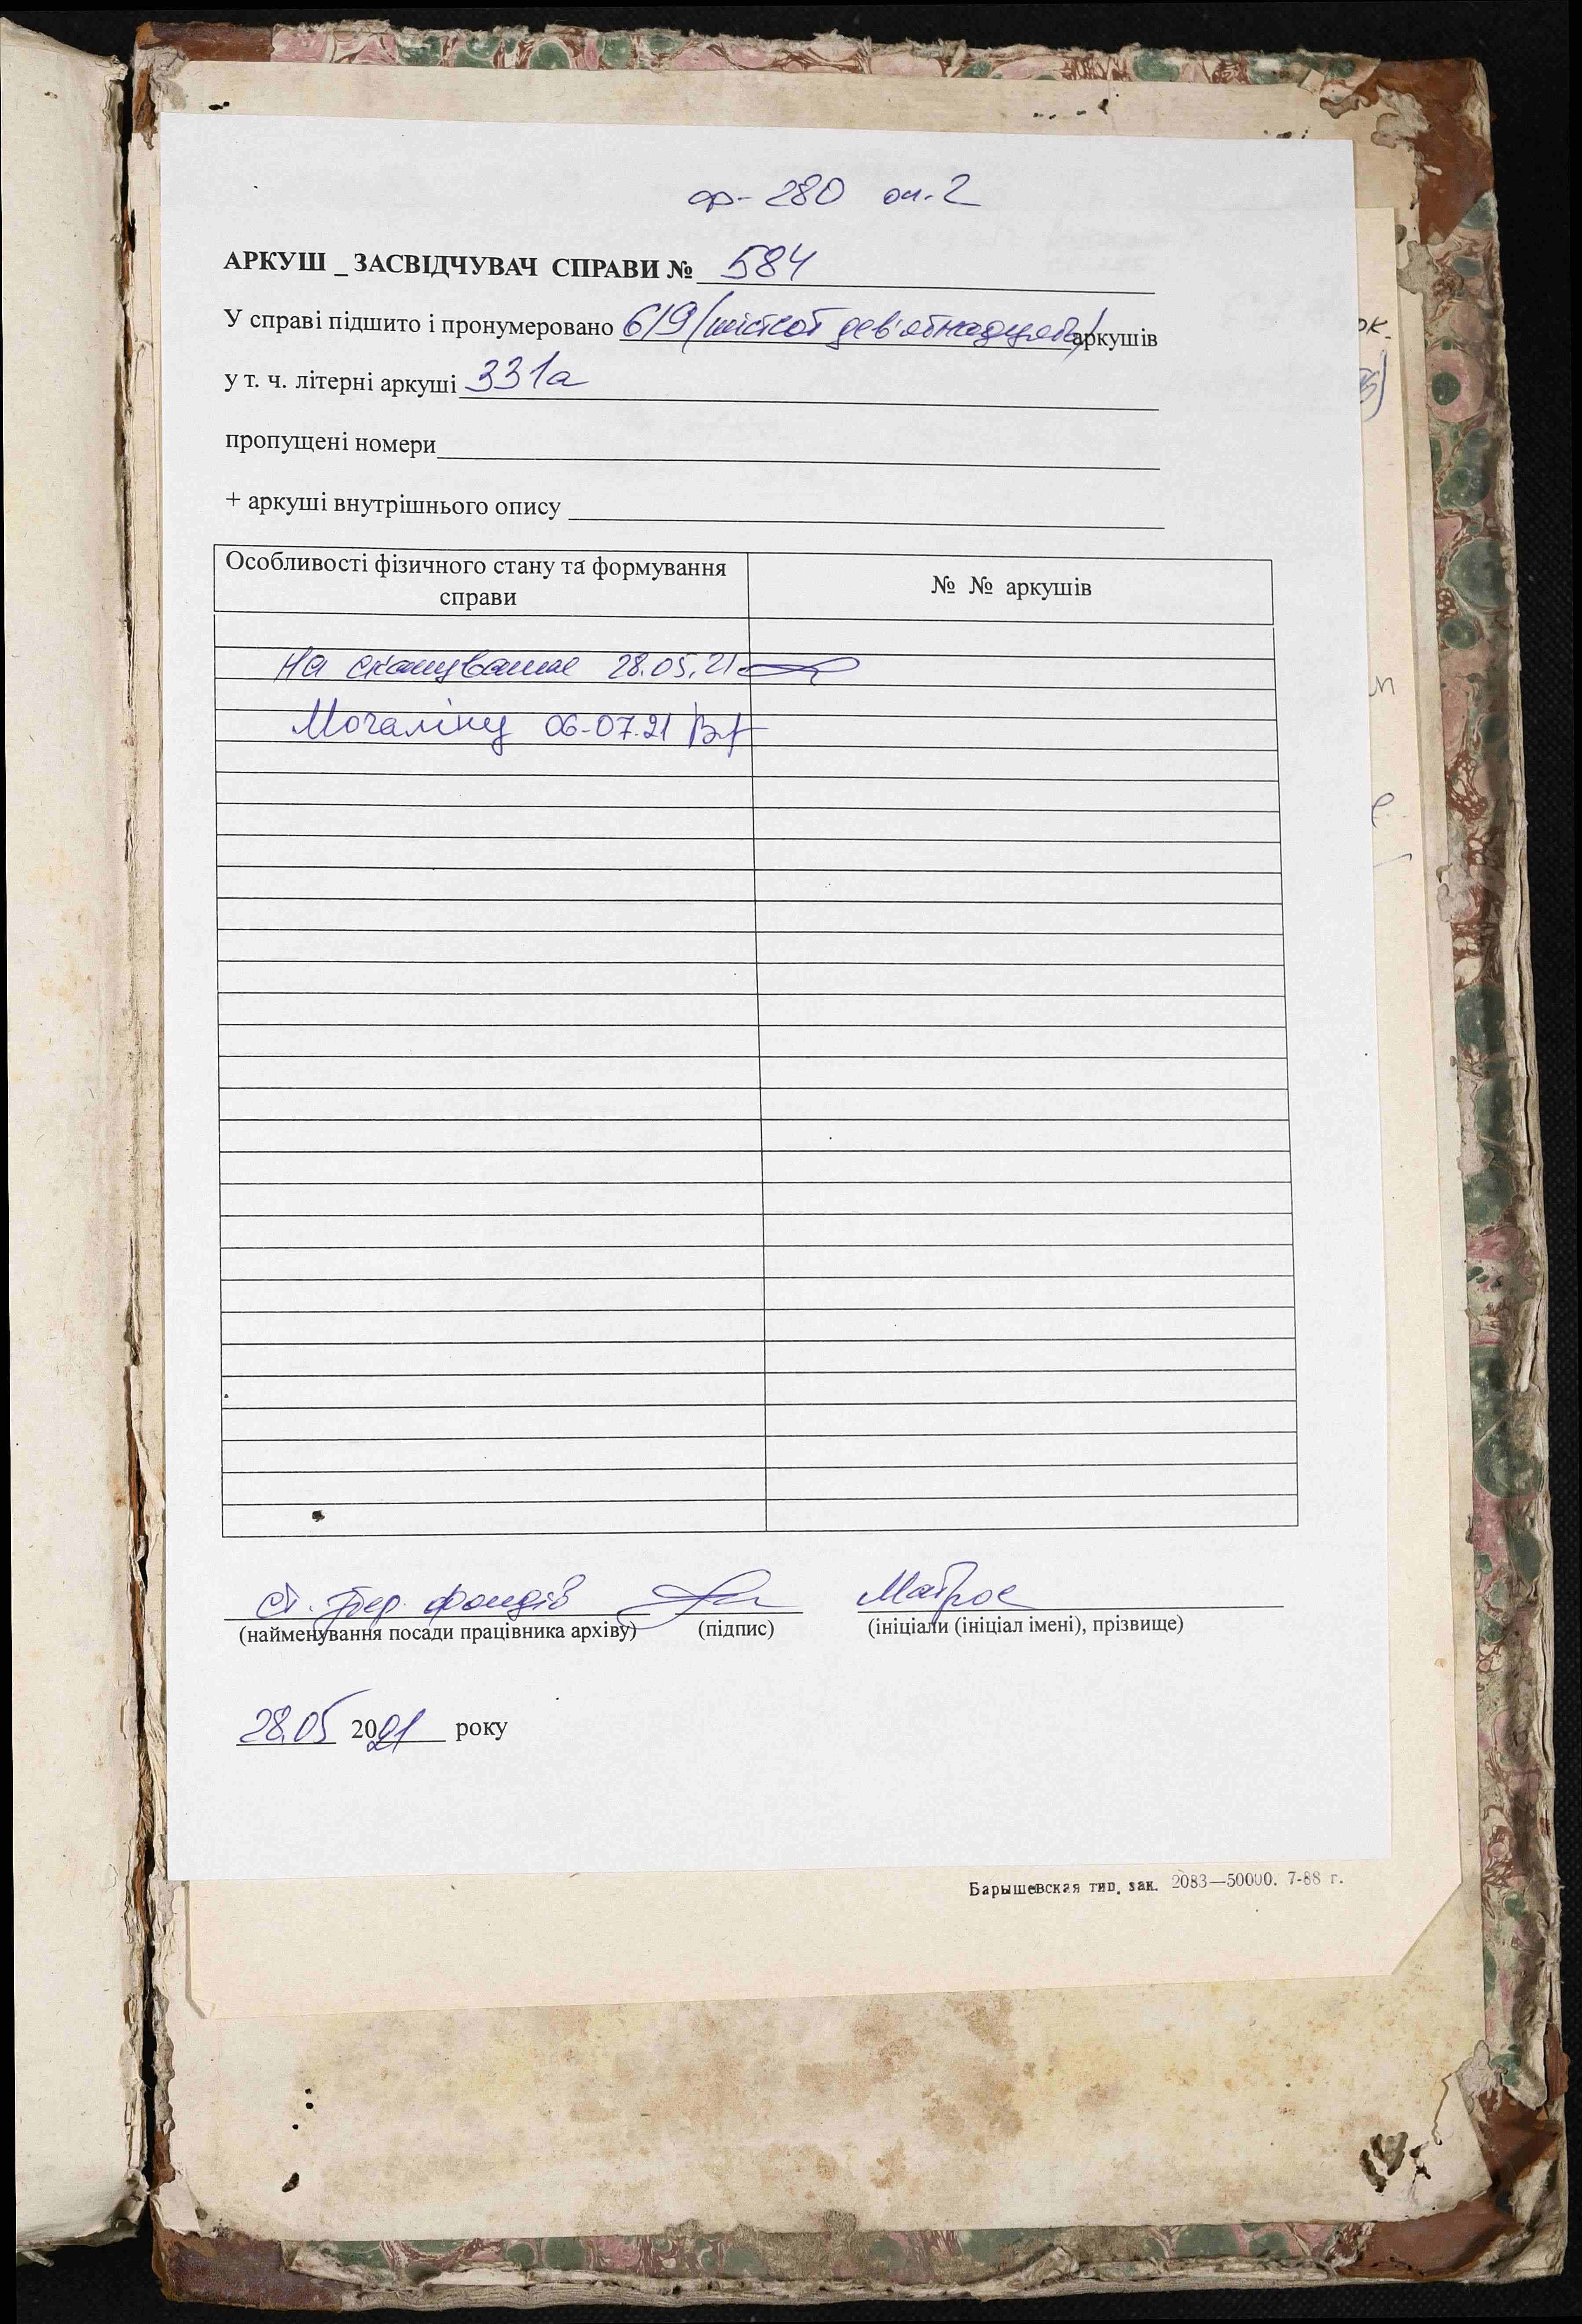 ф- 280 оп. 2
АРКУШ _ ЗАСВІДЧУВАЧ СПРАВИ № 584
У справі підшито і пронумеровано 619 (шістсот дев'ятнадцять) аркушів
у т. ч. літерні аркуші 331а
пропущені номери
+ аркуші внутрішнього опису
Особливості фізичного стану та формування
справи
№ № аркушів
На сканування 28.05.21
06-07.21
ст. фондів Матрос
(найменування посади працівника архіву) (підпис) (ініціали (ініціал імені), прізвище)
28.05 2021 року
Барышевская тип. зак. 2083—50000. 7-88 г.